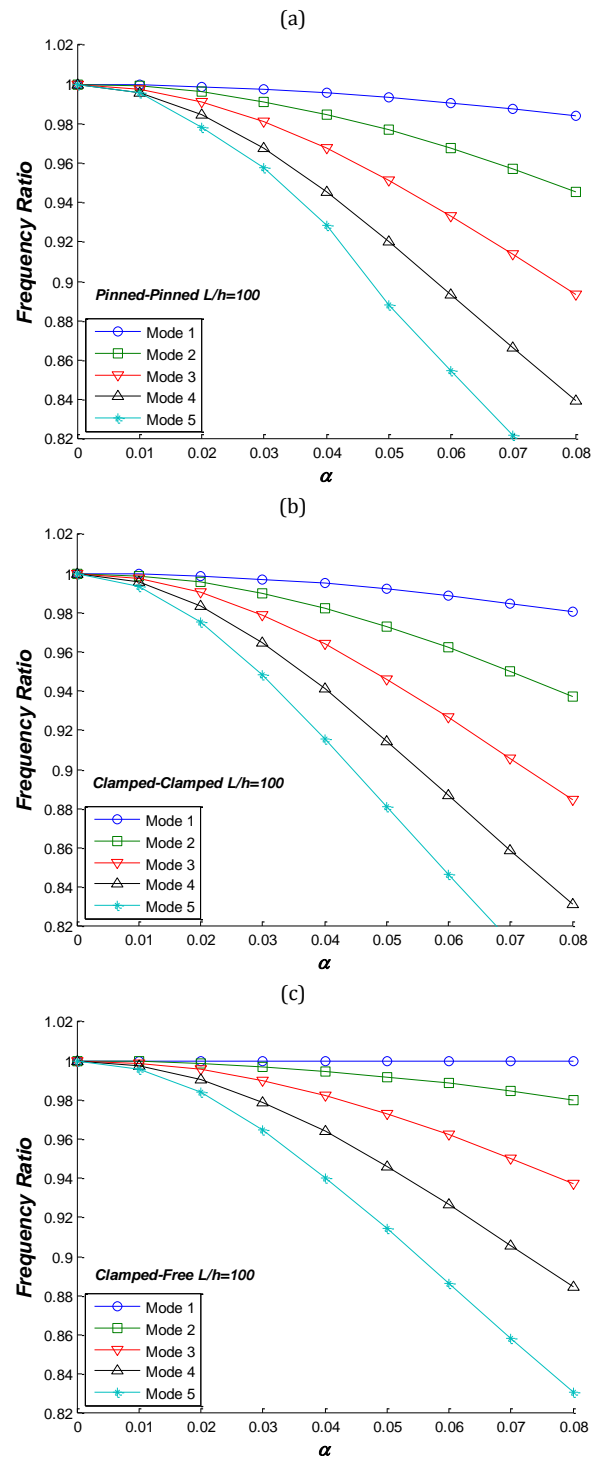 (a)
1.02
1
0.98
0.96
0.94
0.92
0.9
0.88
0.86
0.84
0.82
Frequency Ratio
Pinned-Pinned L/h=100
Mode 1
Mode 2
Mode 3
Mode 4
Mode 5
0 0.01 0.02 0.03 0.04 0.05 0.06 0.07 0.08
α
(b)
1.02
1
0.98
0.96
0.94
0.92
0.9
0.88
0.86
0.84
0.82
Frequency Ratio
Clamped-Clamped L/h=100
Mode 1
Mode 2
Mode 3
Mode 4
Mode 5
0 0.01 0.02 0.03 0.04 0.05 0.06 0.07 0.08
α
(c)
1.02
1
0.98
0.96
0.94
0.92
0.9
0.88
0.86
0.84
0.82
Frequency Ratio
Clamped-Free L/h=100
Mode 1
Mode 2
Mode 3
Mode 4
Mode 5
0 0.01 0.02 0.03 0.04 0.05 0.06 0.07 0.08
α